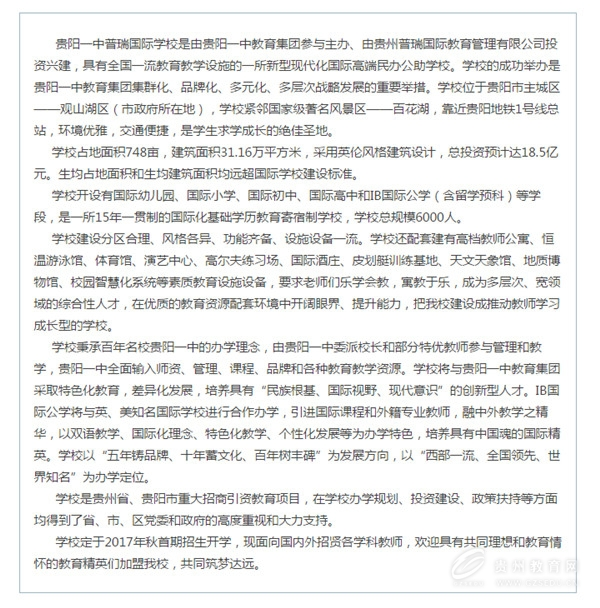 贵阳一中普瑞国际学校是由贵阳一中教育集团参与主办、由贵州普瑞国际教育管理有限公司投
资兴建，具有全国一流教育教学设施的一所新型现代化国际高端民办公助学校。学校的成功举办是
贵阳一中教育集团集群化、品牌化、多元化、多层次战略发展的重要举措。学校位于贵阳市主城区
——观山湖区（市政府所在地），学校紧邻国家级著名风景区——百花湖，靠近贵阳地铁1号线总
站，环境优雅，交通便捷，是学生求学成长的绝佳圣地。
学校占地面积748亩，建筑面积31.16万平方米，采用英伦风格建筑设计，总投资预计达18.5亿
元。生均占地面积和生均建筑面积均远超国际学校建设标准。
学校开设有国际幼儿园、国际小学、国际初中、国际高中和IB国际公学（含留学预科）等学
段，是一所15年一贯制的国际化基础学历教育寄宿制学校，学校总规模6000人。
学校建设分区合理、风格各异、功能齐备、设施设备一流。学校还配套建有高档教师公寓、恒
温游泳馆、体育馆、演艺中心、高尔夫练习场、国际酒庄、皮划艇训练基地、天文天象馆、地质博
物馆、校园智慧化系统等素质教育设施设备，要求老师们乐学会教，寓教于乐，成为多层次、宽领
域的综合性人才，在优质的教育资源配套环境中开阔眼界、提升能力，把我校建设成推动教师学习
成长型的学校。
学校秉承百年名校贵阳一中的办学理念，由贵阳一中委派校长和部分特优教师参与管理和教
学，贵阳一中全面输入师资、管理、课程、品牌和各种教育教学资源。学校将与贵阳一中教育集团
采取特色化教育，差异化发展，培养具有“民族根基、国际视野、现代意识”的创新型人才。IB国
际公学将与英、美知名国际学校进行合作办学，引进国际课程和外籍专业教师，融中外教学之精
华，以双语教学、国际化理念、特色化教学、个性化发展等为办学特色，培养具有中国魂的国际精
英。学校以“五年铸品牌、十年蓄文化、百年树丰碑”为发展方向，以“西部一流、全国领先、世
界知名”为办学定位。
学校是贵州省、贵阳市重大招商引资教育项目，在学校办学规划、投资建设、政策扶持等方面
均得到了省、市、区党委和政府的高度重视和大力支持。
学校定于2017年秋首期招生开学，现面向国内外招贤各学科教师，欢迎具有共同理想和教育情
怀的教育精英们加盟我校，共同筑梦达远。
贵州教育网